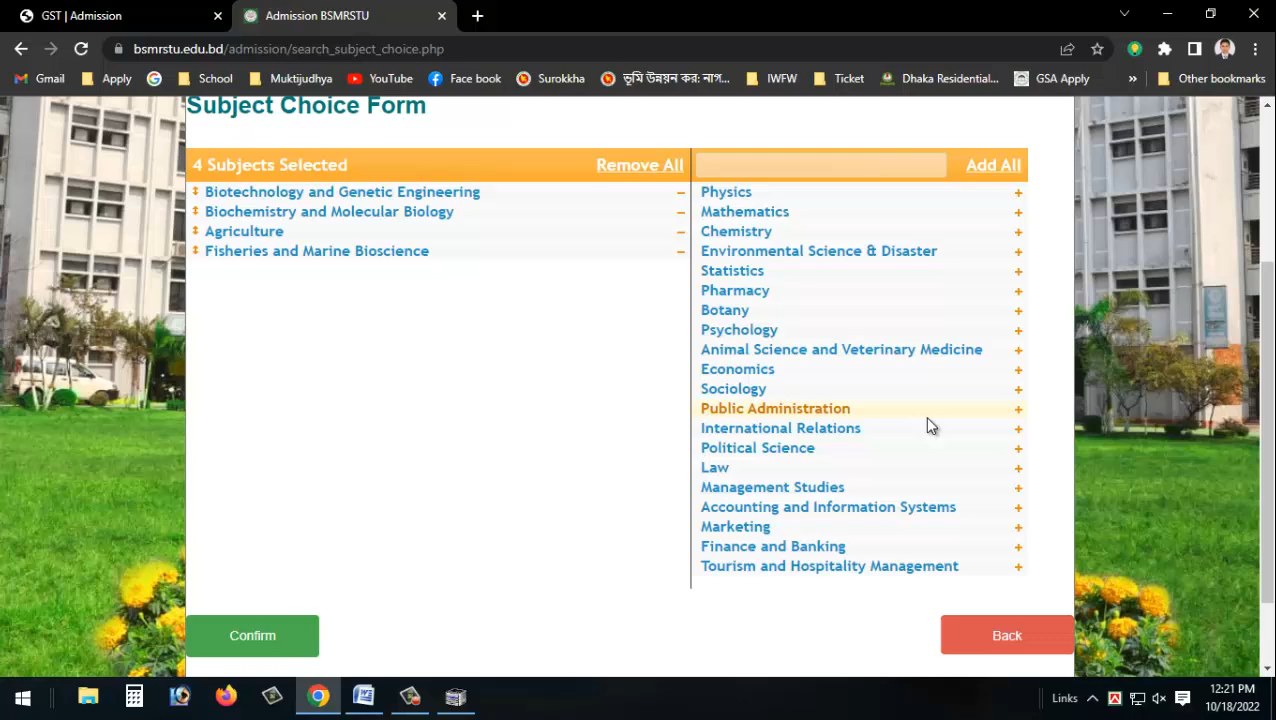 GST | Admission
Admission BSMRSTU
bsmrstu.edu.bd/admission/search_subject_choice.php
Gmail
Apply
School
Muktijudhya
YouTube
Face book
Surokkha
ভূমি উন্নয়ন কর: নাগ...
IWFW
Ticket
Dhaka Residential...
GSA Apply
»
Other bookmarks
Subject Choice Form
4 Subjects Selected
Remove All
Biotechnology and Genetic Engineering
Biochemistry and Molecular Biology
Agriculture
Fisheries and Marine Bioscience
Add All
Physics
Mathematics
Chemistry
Environmental Science & Disaster
Statistics
Pharmacy
Botany
Psychology
Animal Science and Veterinary Medicine
Economics
Sociology
Public Administration
International Relations
Political Science
Law
Management Studies
Accounting and Information Systems
Marketing
Finance and Banking
Tourism and Hospitality Management
Confirm
Back
Links
12:21 PM
10/18/2022